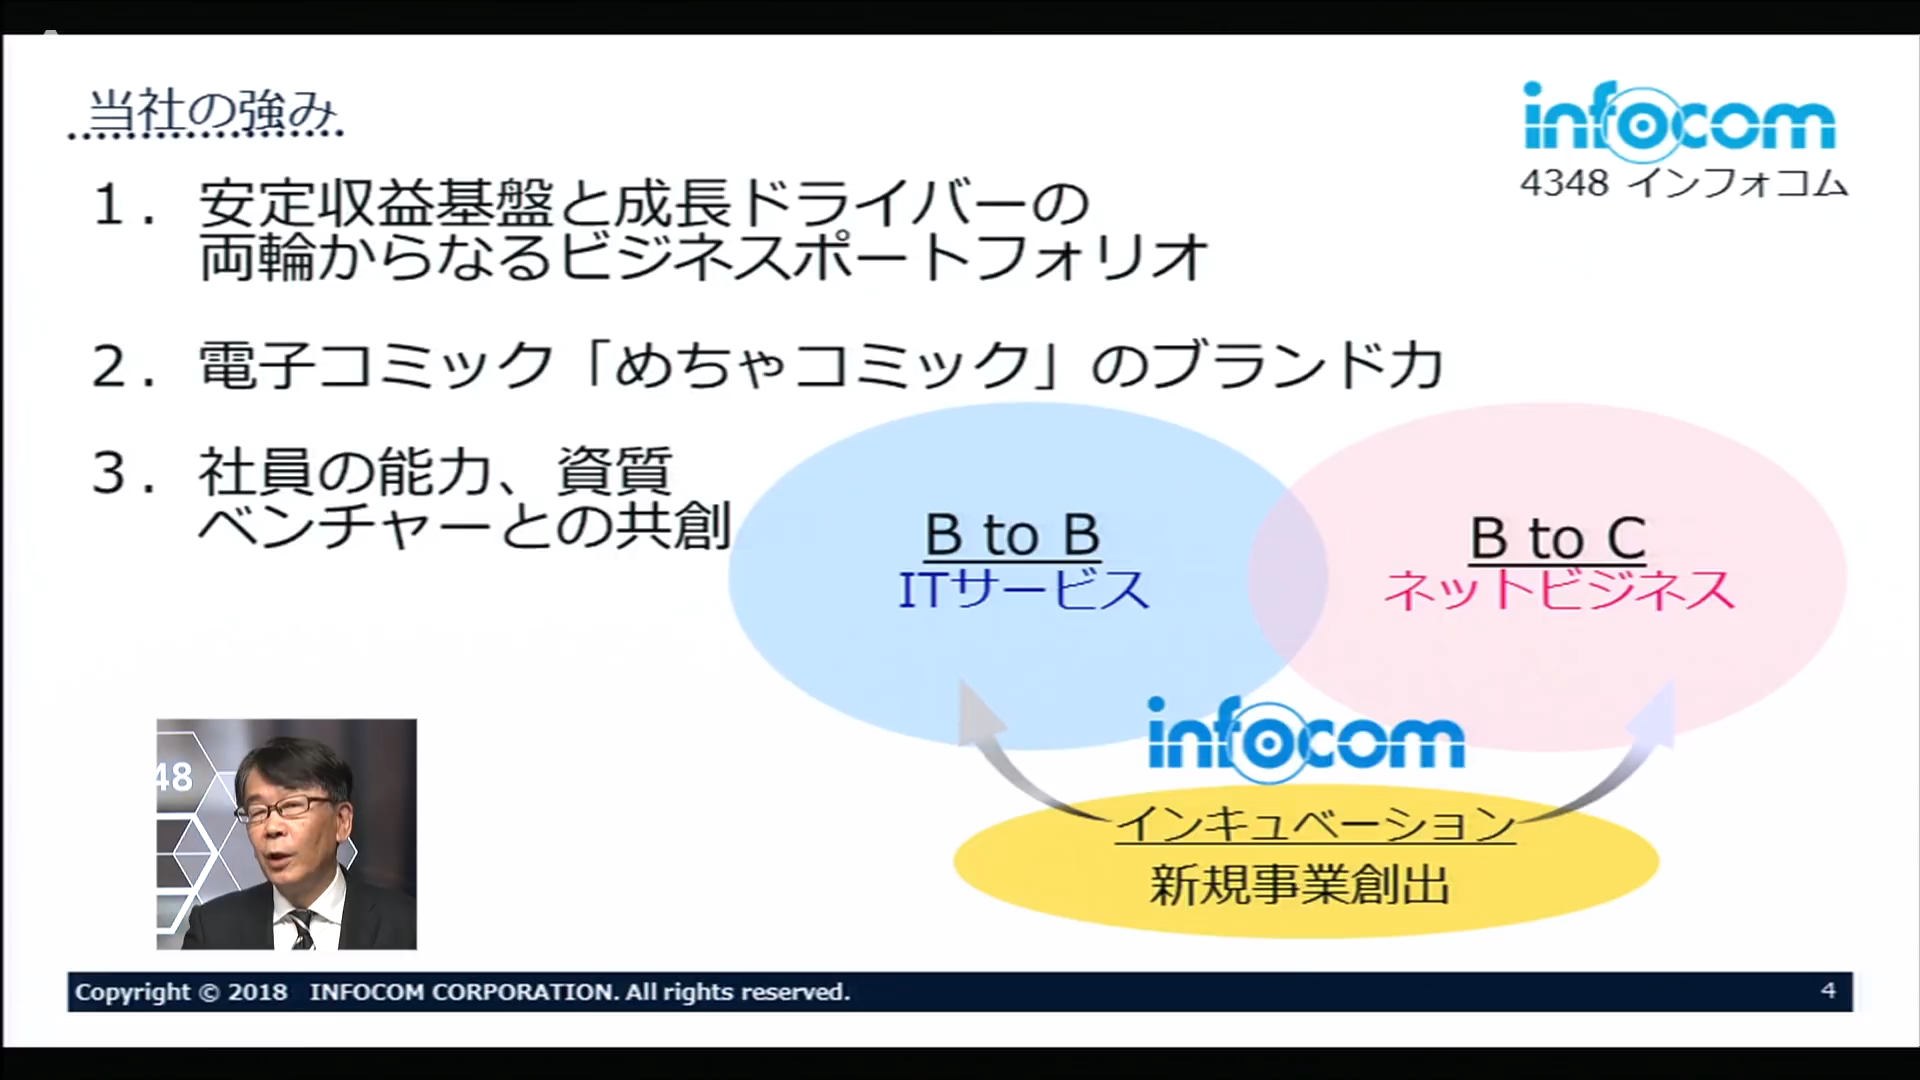 当社の強み
infocom
4348 インフォコム
１．安定収益基盤と成長ドライバーの
両輪からなるビジネスポートフォリオ
２．電子コミック「めちゃコミック」のブランド力
３．社員の能力、資質
ベンチャーとの共創
B to B
ITサービス
B to C
ネットビジネス
infocom
インキュベーション
新規事業創出
48
Copyright © 2018 INFOCOM CORPORATION. All rights reserved.
4